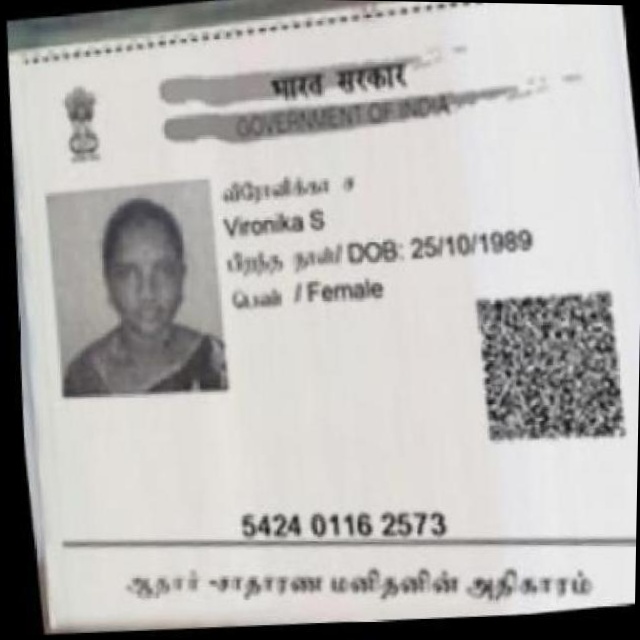 भारत सरकार
GOVERNMENT OF INDIA
வீரோனிக்கா ச
Vironika S
பிறந்த நாள்/ DOB: 25/10/1989
பெண் / Female
5424 0116 2573
ஆதார்-சாதாரண மனிதனின் அதிகாரம்